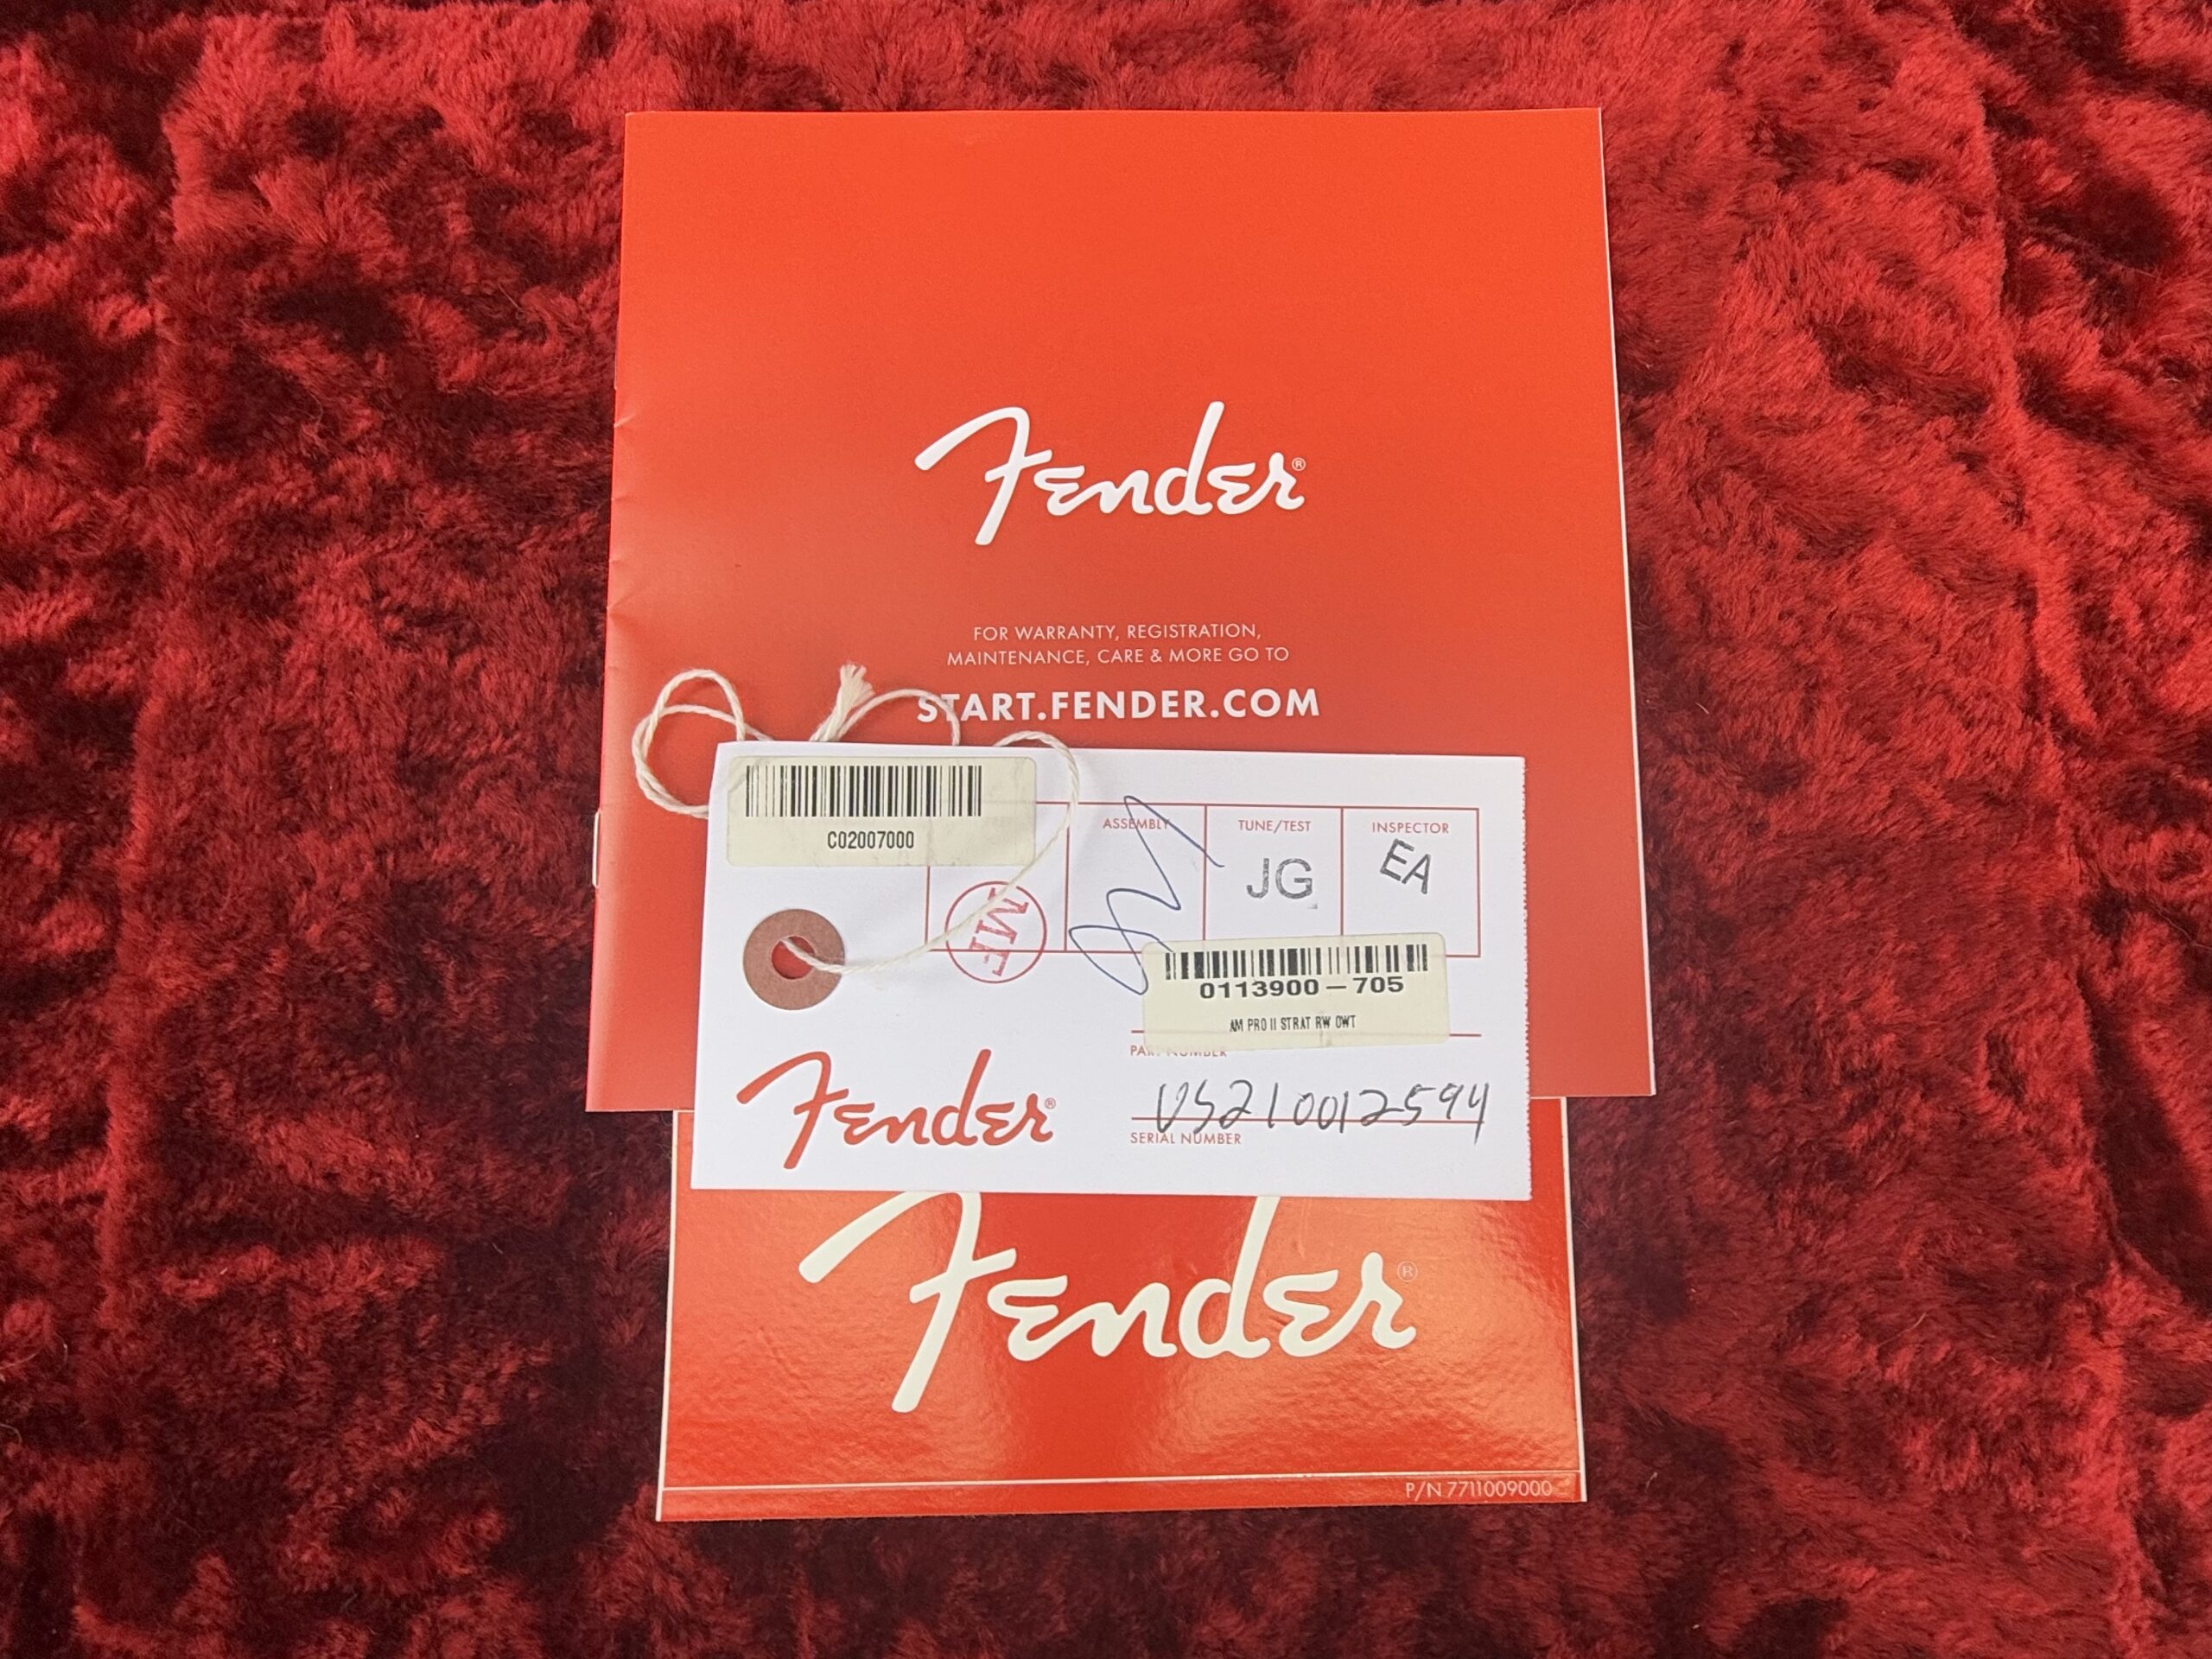 Fender®
FOR WARRANTY, REGISTRATION,
MAINTENANCE, CARE & MORE GO TO
START.FENDER.COM
C02007000
ASSEMBLY
TUNE/TEST
INSPECTOR
ME
JG
EA
0113900-705
AM PRO II STRAT RW OWT
PART NUMBER
Fender®
US210012594
SERIAL NUMBER
Fender®
P/N 7711009000